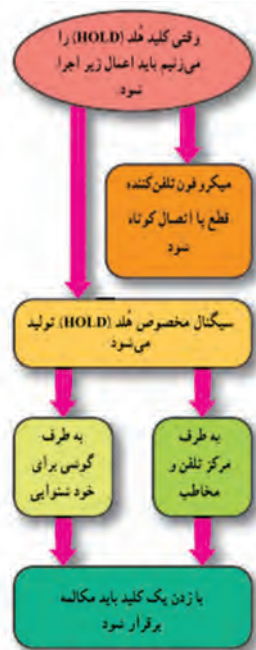 وقتی کلید هُلد (HOLD) را
می‌زنیم باید اعمال زیر اجرا
شود.
میکروفون تلفن‌کننده
قطع یا اتصال کوتاه
شود
سیگنال مخصوص هُلد (HOLD) تولید
می‌شود
به طرف
گوشی برای
خود شنوایی
به طرف
مرکز تلفن و
مخاطب
با زدن یک کلید باید مکالمه
برقرار شود